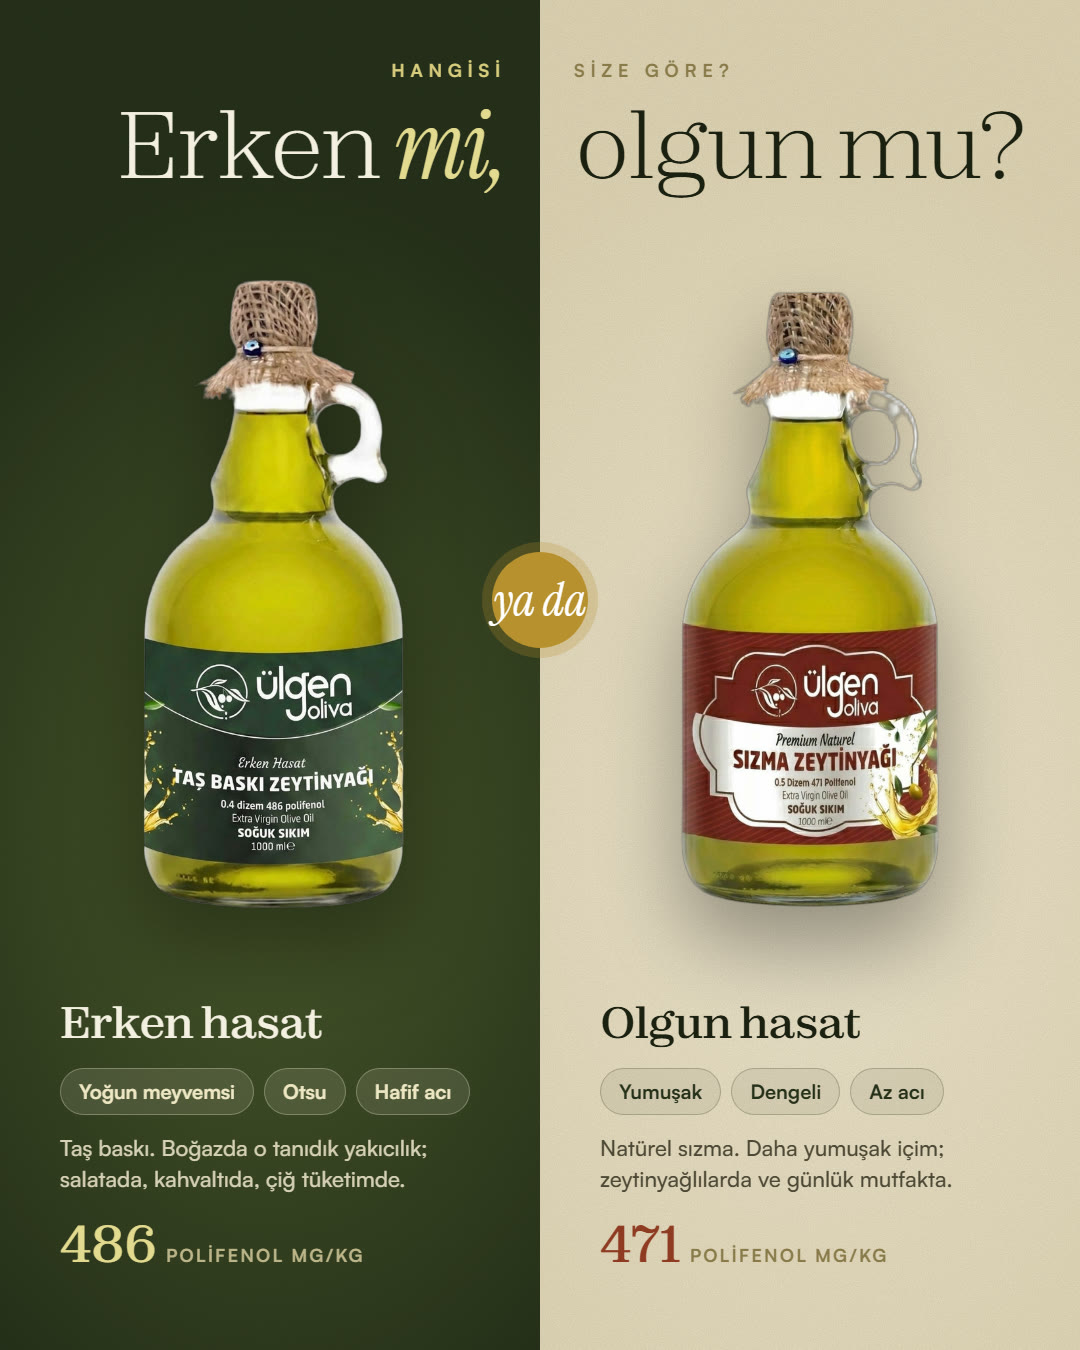 HANGİSİ SİZE GÖRE?
Erken mi, olgun mu?
ya da
ülgen
oliva
Erken Hasat
TAŞ BASKI ZEYTİNYAĞI
0.4 dizem 486 polifenol
Extra Virgin Olive Oil
SOĞUK SIKIM
1000 ml℮
ülgen
oliva
Premium Naturel
SIZMA ZEYTİNYAĞI
0.5 Dizem 471 Polifenol
Extra Virgin Olive Oil
SOĞUK SIKIM
1000 ml℮
Erken hasat
Yoğun meyvemsi Otsu Hafif acı
Taş baskı. Boğazda o tanıdık yakıcılık;
salatada, kahvaltıda, çiğ tüketimde.
486 POLİFENOL MG/KG
Olgun hasat
Yumuşak Dengeli Az acı
Natürel sızma. Daha yumuşak içim;
zeytinyağlılarda ve günlük mutfakta.
471 POLİFENOL MG/KG